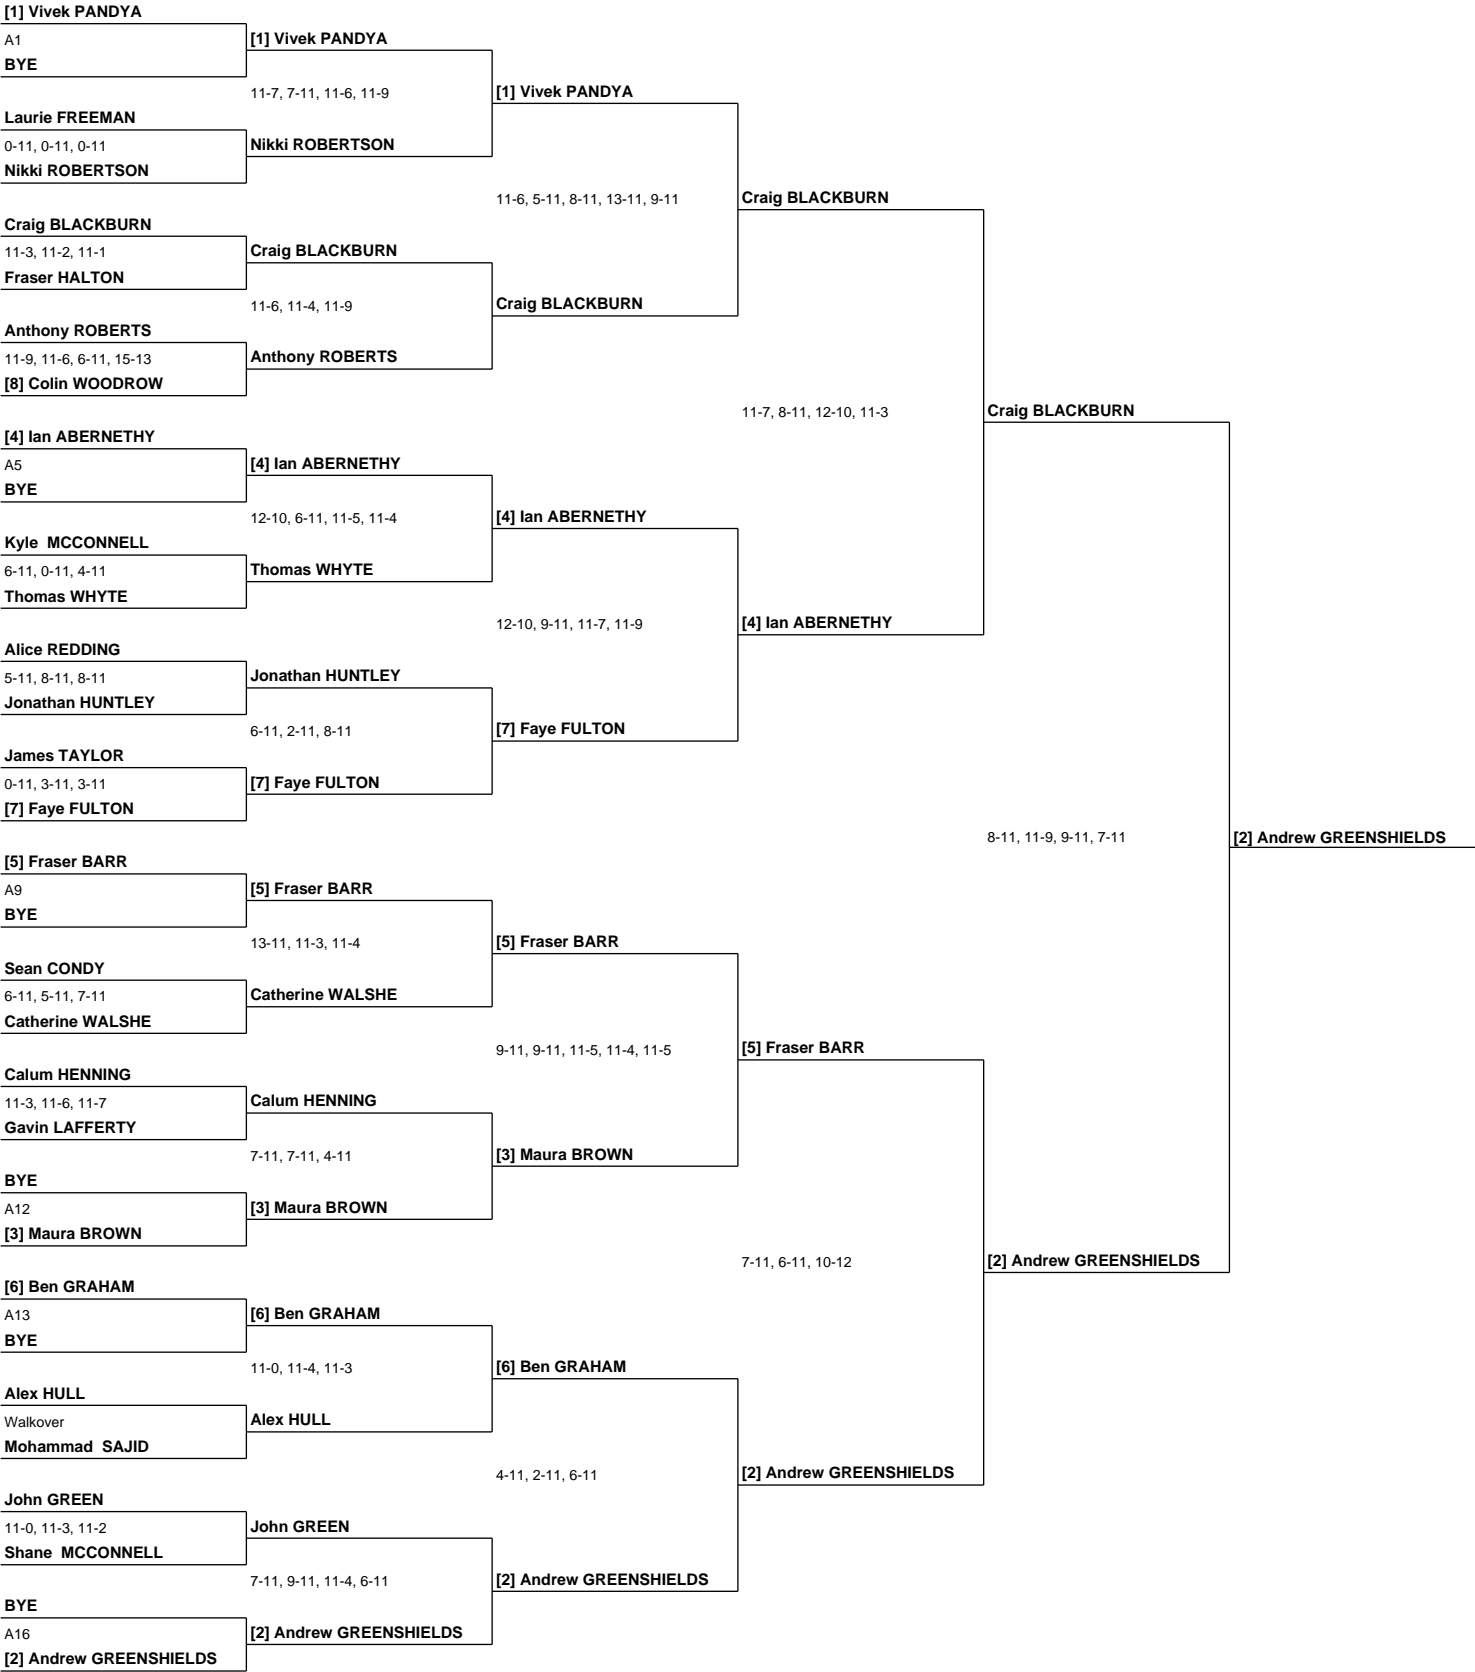 [1] Vivek PANDYA
A1
BYE
Laurie FREEMAN
0-11, 0-11, 0-11
Nikki ROBERTSON
Craig BLACKBURN
11-3, 11-2, 11-1
Fraser HALTON
Anthony ROBERTS
11-9, 11-6, 6-11, 15-13
[8] Colin WOODROW
[4] Ian ABERNETHY
A5
BYE
Kyle  MCCONNELL
6-11, 0-11, 4-11
Thomas WHYTE
Alice REDDING
5-11, 8-11, 8-11
Jonathan HUNTLEY
James TAYLOR
0-11, 3-11, 3-11
[7] Faye FULTON
[5] Fraser BARR
A9
BYE
Sean CONDY
6-11, 5-11, 7-11
Catherine WALSHE
Calum HENNING
11-3, 11-6, 11-7
Gavin LAFFERTY
BYE
A12
[3] Maura BROWN
[6] Ben GRAHAM
A13
BYE
Alex HULL
Walkover
Mohammad  SAJID
John GREEN
11-0, 11-3, 11-2
Shane  MCCONNELL
BYE
A16
[2] Andrew GREENSHIELDS
[1] Vivek PANDYA
11-7, 7-11, 11-6, 11-9
Nikki ROBERTSON
Craig BLACKBURN
11-6, 11-4, 11-9
Anthony ROBERTS
[4] Ian ABERNETHY
12-10, 6-11, 11-5, 11-4
Thomas WHYTE
Jonathan HUNTLEY
6-11, 2-11, 8-11
[7] Faye FULTON
[5] Fraser BARR
13-11, 11-3, 11-4
Catherine WALSHE
Calum HENNING
7-11, 7-11, 4-11
[3] Maura BROWN
[6] Ben GRAHAM
11-0, 11-4, 11-3
Alex HULL
John GREEN
7-11, 9-11, 11-4, 6-11
[2] Andrew GREENSHIELDS
[1] Vivek PANDYA
11-6, 5-11, 8-11, 13-11, 9-11
Craig BLACKBURN
[4] Ian ABERNETHY
12-10, 9-11, 11-7, 11-9
[7] Faye FULTON
[5] Fraser BARR
9-11, 9-11, 11-5, 11-4, 11-5
[3] Maura BROWN
[6] Ben GRAHAM
4-11, 2-11, 6-11
[2] Andrew GREENSHIELDS
Craig BLACKBURN
11-7, 8-11, 12-10, 11-3
[4] Ian ABERNETHY
[5] Fraser BARR
7-11, 6-11, 10-12
[2] Andrew GREENSHIELDS
Craig BLACKBURN
8-11, 11-9, 9-11, 7-11
[2] Andrew GREENSHIELDS
[2] Andrew GREENSHIELDS